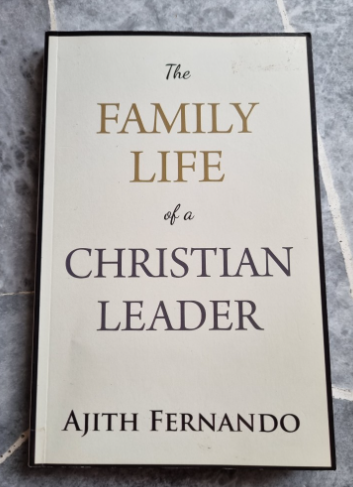 The
FAMILY
LIFE
of a
CHRISTIAN
LEADER
AJITH FERNANDO